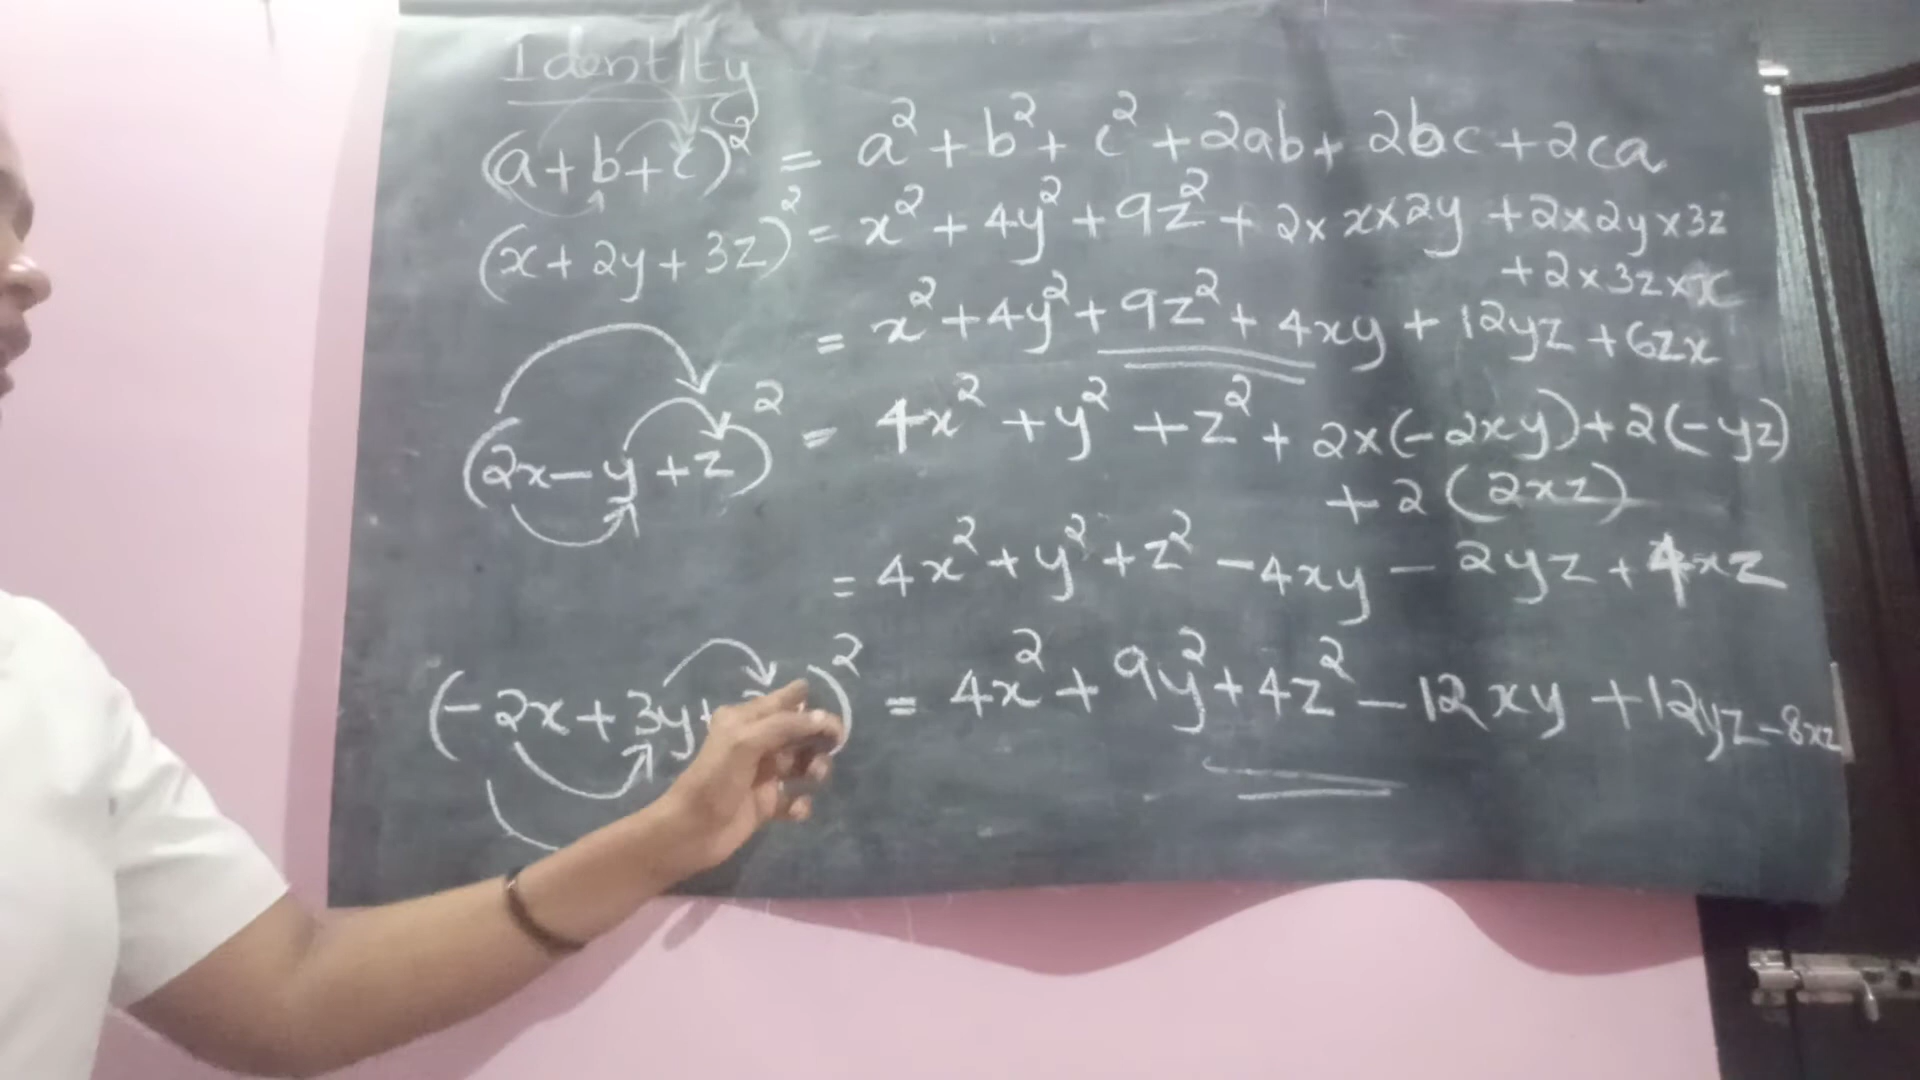 Identity
(a+b+c)² = a² + b² + c² + 2ab + 2bc + 2ca
(x+2y+3z)² = x² + 4y² + 9z² + 2×x×2y + 2×2y×3z
+2×3z×x
= x² + 4y² + 9z² + 4xy + 12yz + 6zx
(2x-y+z)² = 4x² + y² + z² + 2×(-2xy) + 2(-yz)
+ 2(2xz)
= 4x² + y² + z² - 4xy - 2yz + 4xz
(-2x+3y+ )² = 4x² + 9y² + 4z² - 12xy + 12yz - 8xz